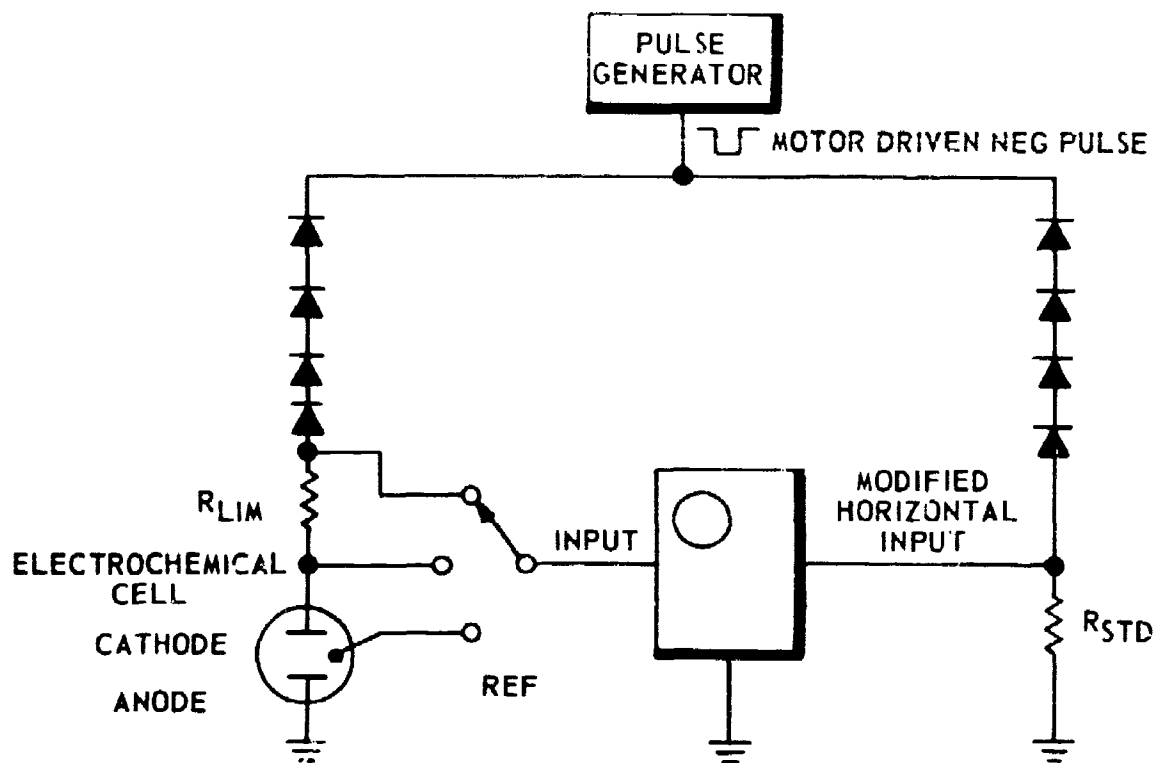 PULSE
GENERATOR
MOTOR DRIVEN NEG PULSE
RLIM
ELECTROCHEMICAL
CELL
CATHODE
ANODE
REF
INPUT
MODIFIED
HORIZONTAL
INPUT
RSTD